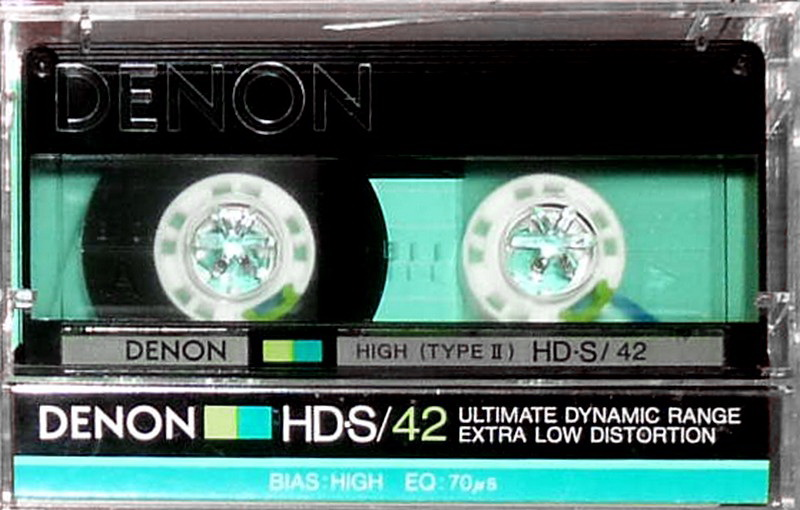 DENON
DENON HIGH (TYPE II) HD·S/ 42
DENON HD·S/42 ULTIMATE DYNAMIC RANGE
EXTRA LOW DISTORTION
BIAS:HIGH EQ:70μs